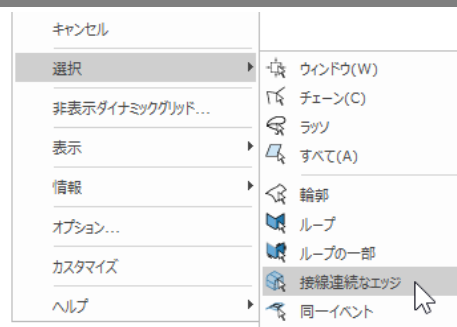 キャンセル
選択
非表示ダイナミックグリッド...
表示
情報
オプション...
カスタマイズ
ヘルプ
ウィンドウ(W)
チェーン(C)
ラッソ
すべて(A)
輪郭
ループ
ループの一部
接線連続なエッジ
同一イベント